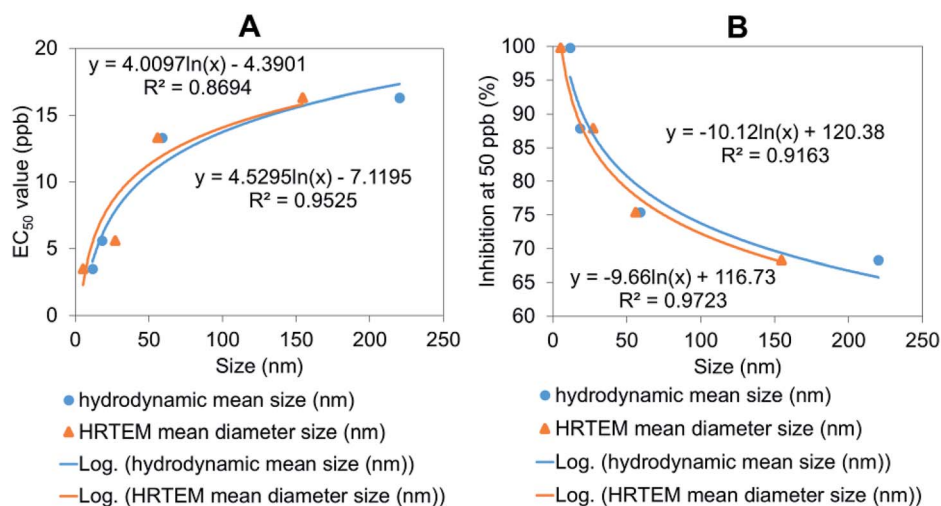 A
EC₅₀ value (ppb)
20
15
10
5
0
y = 4.0097ln(x) - 4.3901
R² = 0.8694
y = 4.5295ln(x) - 7.1195
R² = 0.9525
0 50 100 150 200 250
Size (nm)
hydrodynamic mean size (nm)
HRTEM mean diameter size (nm)
Log. (hydrodynamic mean size (nm))
Log. (HRTEM mean diameter size (nm))
B
Inhibition at 50 ppb (%)
100
95
90
85
80
75
70
65
60
y = -10.12ln(x) + 120.38
R² = 0.9163
y = -9.66ln(x) + 116.73
R² = 0.9723
0 50 100 150 200 250
Size (nm)
hydrodynamic mean size (nm)
HRTEM mean diameter size (nm)
Log. (hydrodynamic mean size (nm))
Log. (HRTEM mean diameter size (nm))